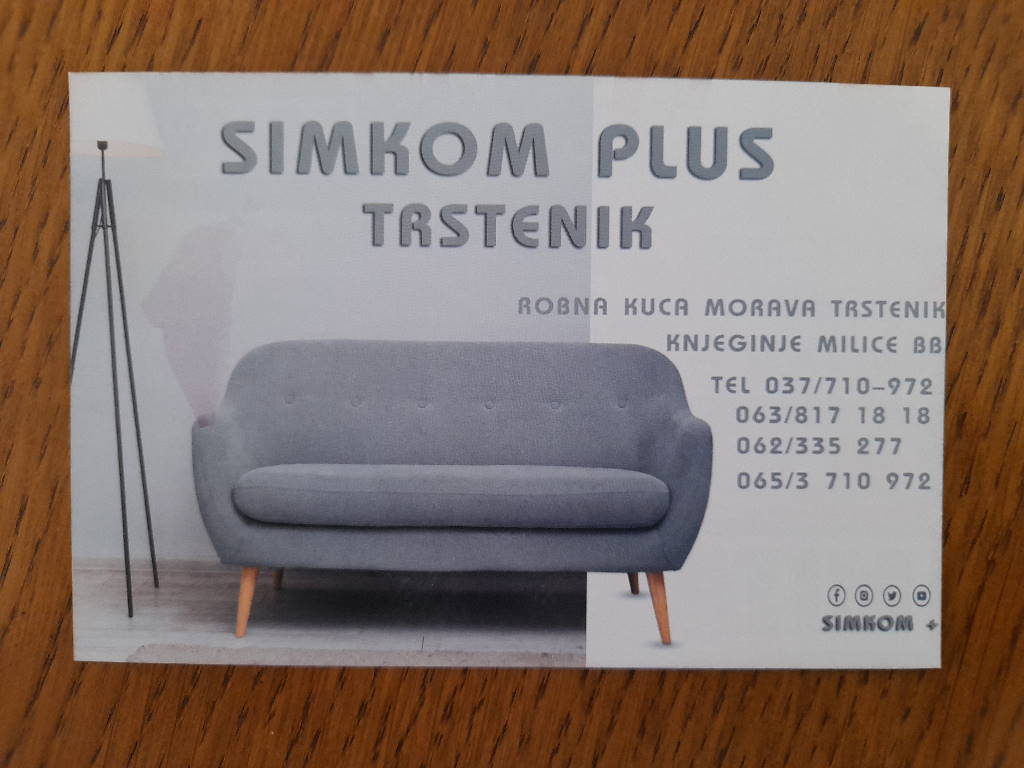 SIMKOM PLUS
TRSTENIK
ROBNA KUCA MORAVA TRSTENIK
KNJEGINJE MILICE BB
TEL 037/710-972
063/817 18 18
062/335 277
065/3 710 972
SIMKOM +